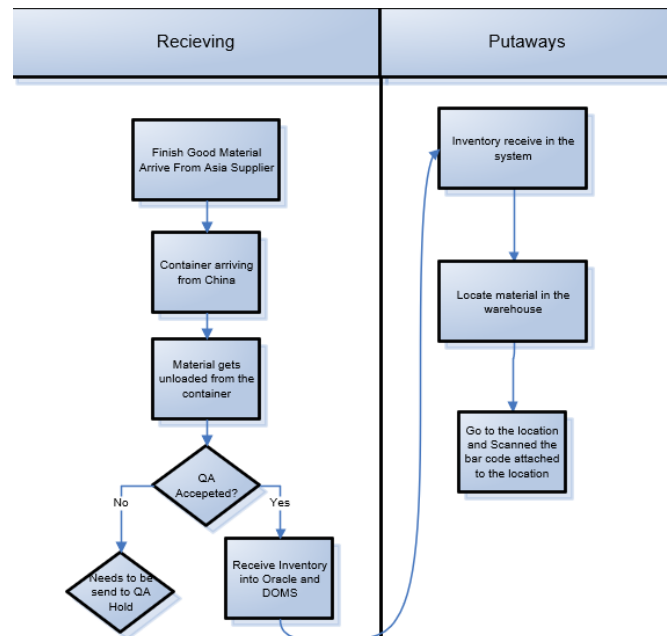 Recieving
Finish Good Material
Arrive From Asia Supplier
Container arriving
from China
Material gets
unloaded from the
container
QA
Accepeted?
No
Yes
Needs to be
send to QA
Hold
Receive Inventory
into Oracle and
DOMS
Putaways
Inventory receive in the
system
Locate material in the
warehouse
Go to the location
and Scanned the
bar code attached
to the location